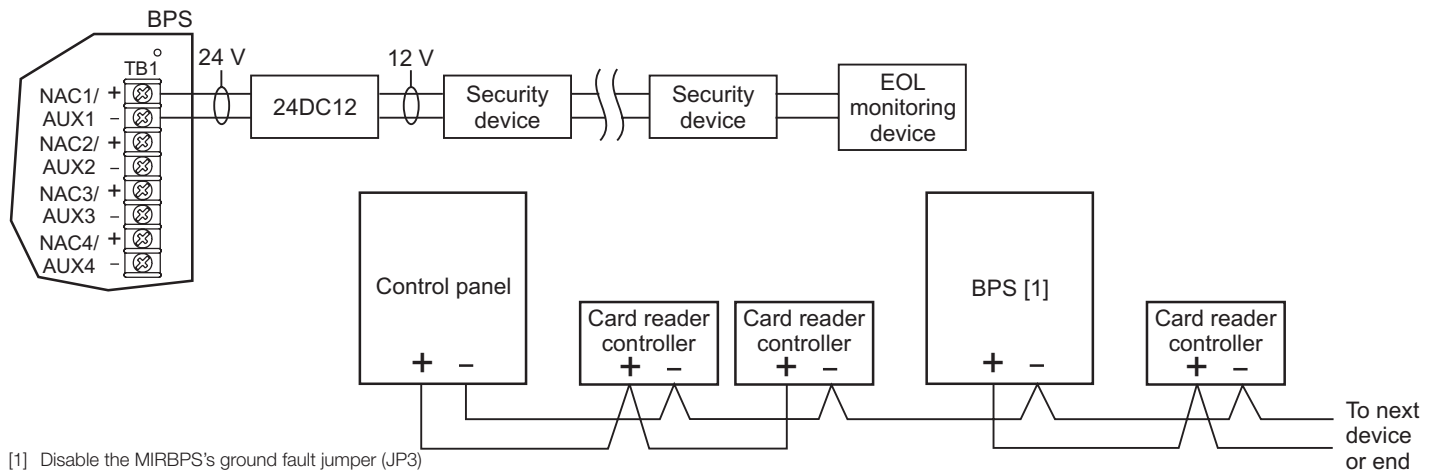 BPS
TB1
24 V
12 V
NAC1/ +
AUX1 –
NAC2/ +
AUX2 –
NAC3/ +
AUX3 –
NAC4/ +
AUX4 –
24DC12
Security
device
Security
device
EOL
monitoring
device
Control panel
+ –
Card reader
controller
+ –
Card reader
controller
+ –
BPS [1]
+ –
Card reader
controller
+ –
To next
device
or end
[1] Disable the MIRBPS's ground fault jumper (JP3)